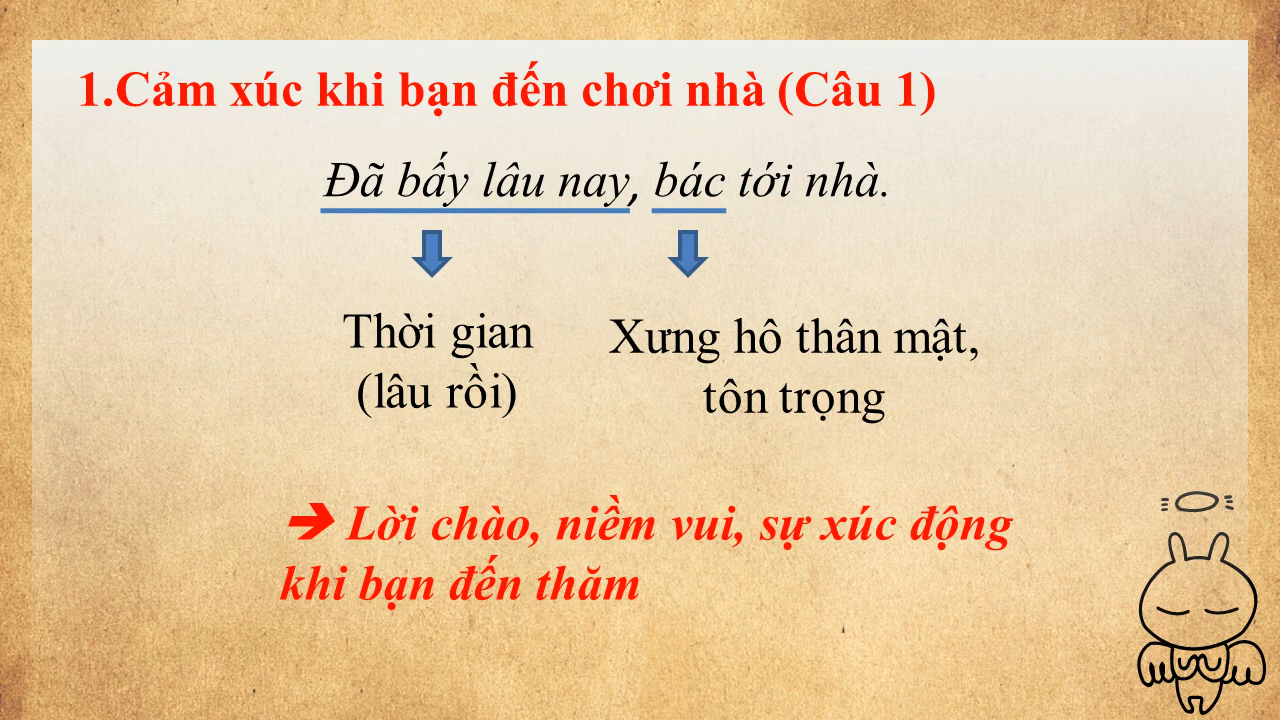 1.Cảm xúc khi bạn đến chơi nhà (Câu 1)
Đã bấy lâu nay, bác tới nhà.
Thời gian
(lâu rồi)
Xưng hô thân mật,
tôn trọng
➔ Lời chào, niềm vui, sự xúc động
khi bạn đến thăm